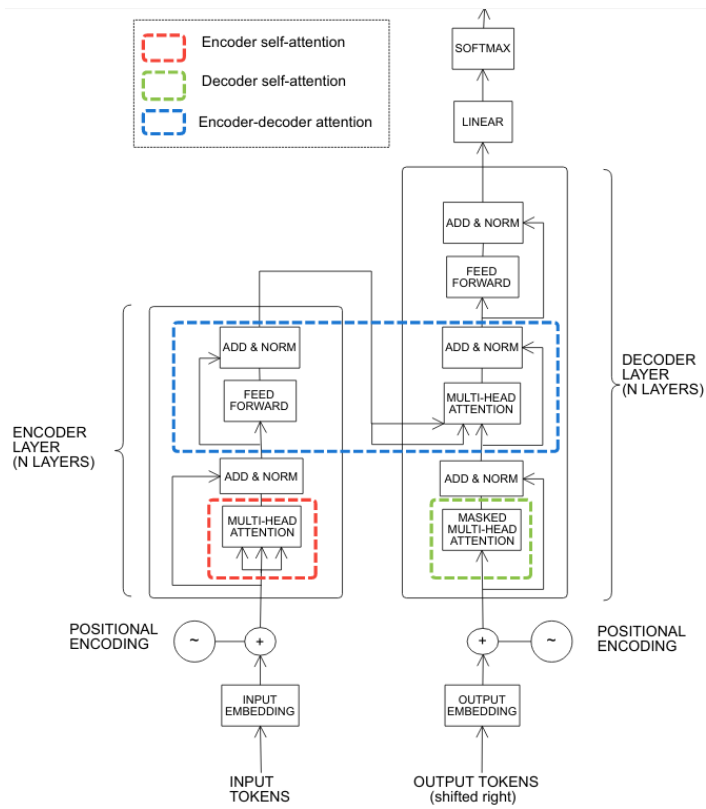 Encoder self-attention
Decoder self-attention
Encoder-decoder attention
SOFTMAX
LINEAR
ADD & NORM
FEED
FORWARD
ADD & NORM
MULTI-HEAD
ATTENTION
ADD & NORM
MASKED
MULTI-HEAD
ATTENTION
DECODER
LAYER
(N LAYERS)
ADD & NORM
FEED
FORWARD
ENCODER
LAYER
(N LAYERS)
ADD & NORM
MULTI-HEAD
ATTENTION
POSITIONAL
ENCODING
~
+
+
~
POSITIONAL
ENCODING
INPUT
EMBEDDING
OUTPUT
EMBEDDING
INPUT
TOKENS
OUTPUT TOKENS
(shifted right)